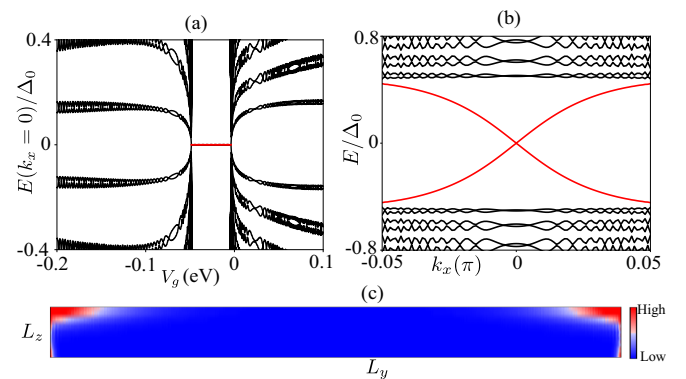 (a)
(b)
0.4
0
-0.4
E(k_x = 0)/Δ_0
-0.2
-0.1
0
0.1
V_g(eV)
0.8
0
-0.8
E/Δ_0
-0.05
0
0.05
k_x(π)
(c)
L_z
L_y
High
Low